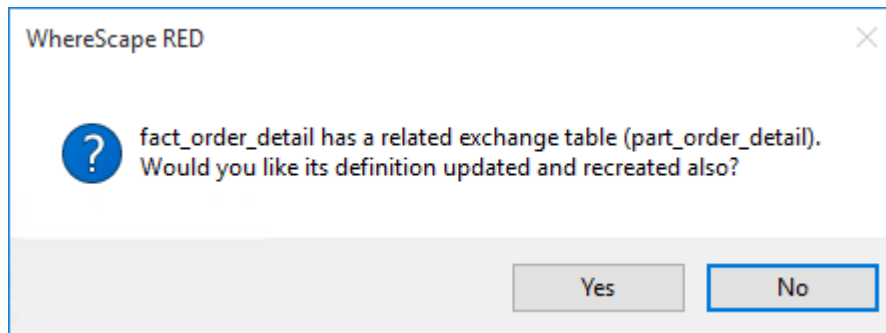 WhereScape RED
fact_order_detail has a related exchange table (part_order_detail).
Would you like its definition updated and recreated also?
Yes
No